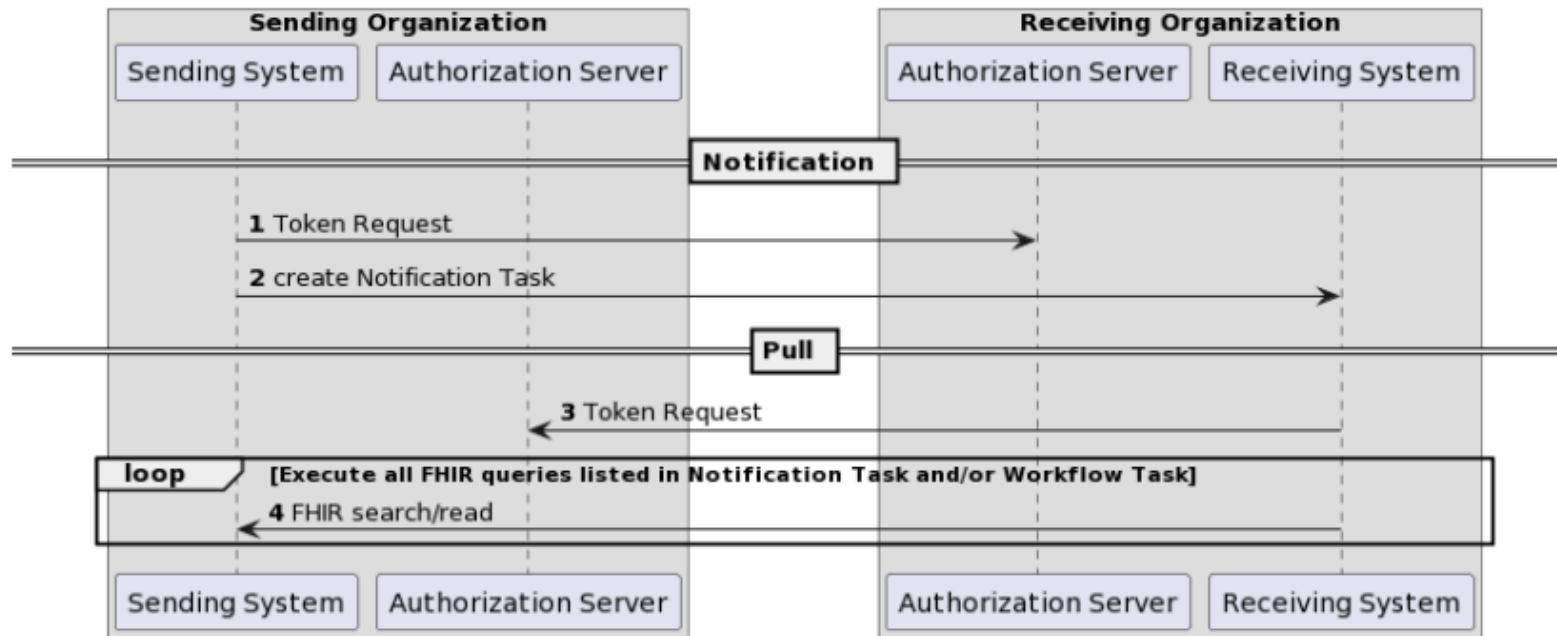 Sending Organization
Receiving Organization
Sending System
Authorization Server
Authorization Server
Receiving System
Notification
1 Token Request
2 create Notification Task
Pull
3 Token Request
loop
[Execute all FHIR queries listed in Notification Task and/or Workflow Task]
4 FHIR search/read
Sending System
Authorization Server
Authorization Server
Receiving System